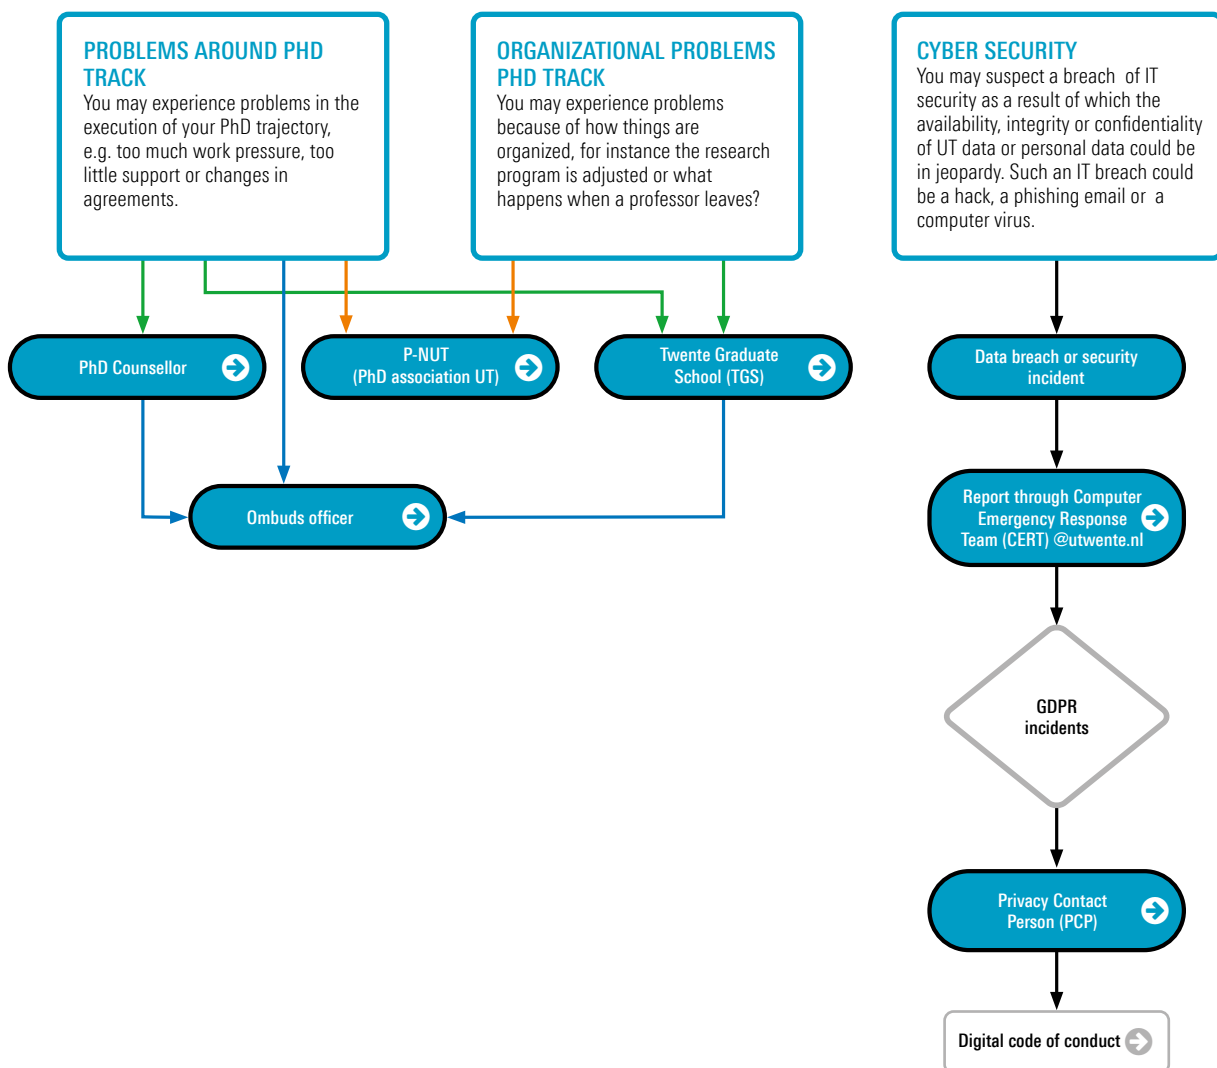 PROBLEMS AROUND PHD
TRACK
You may experience problems in the
execution of your PhD trajectory,
e.g. too much work pressure, too
little support or changes in
agreements.
ORGANIZATIONAL PROBLEMS
PHD TRACK
You may experience problems
because of how things are
organized, for instance the research
program is adjusted or what
happens when a professor leaves?
CYBER SECURITY
You may suspect a breach of IT
security as a result of which the
availability, integrity or confidentiality
of UT data or personal data could be
in jeopardy. Such an IT breach could
be a hack, a phishing email or a
computer virus.
PhD Counsellor
P-NUT
(PhD association UT)
Twente Graduate
School (TGS)
Data breach or security
incident
Ombuds officer
Report through Computer
Emergency Response
Team (CERT) @utwente.nl
GDPR
incidents
Privacy Contact
Person (PCP)
Digital code of conduct